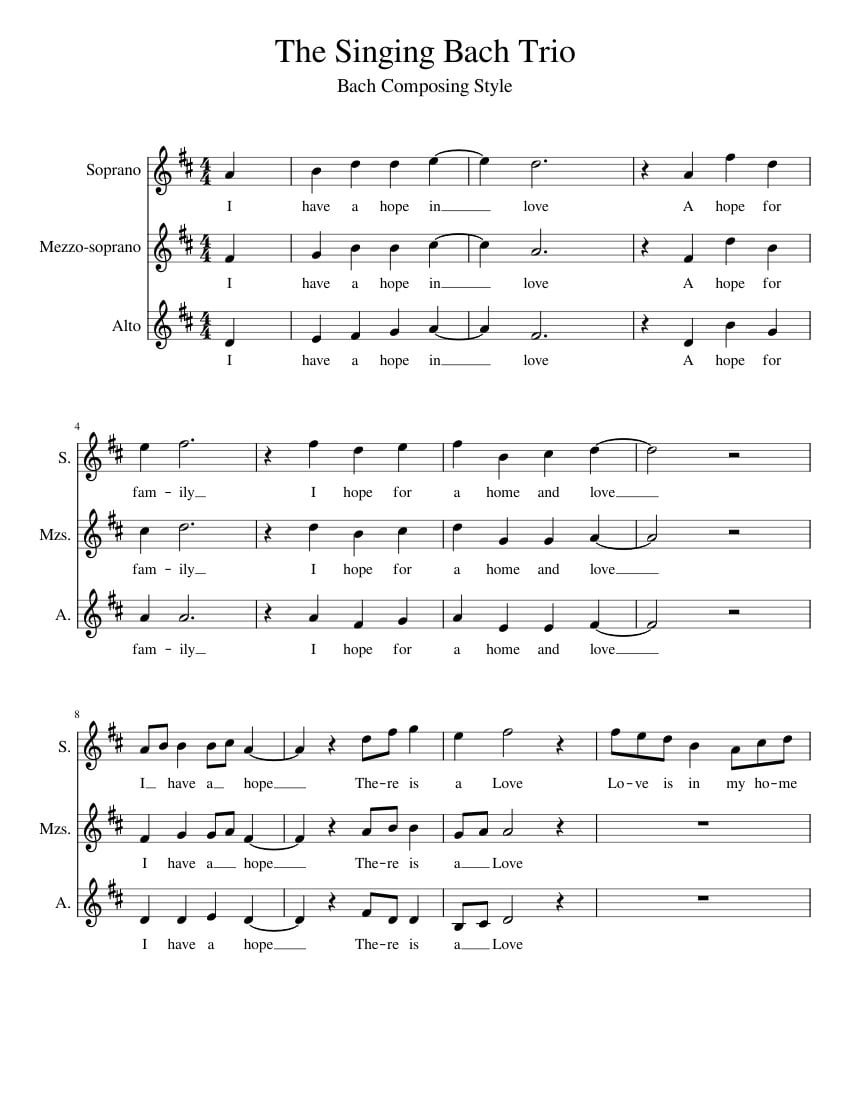 The Singing Bach Trio
Bach Composing Style
Soprano
4 4
I have a hope in love A hope for
Mezzo-soprano
4 4
I have a hope in love A hope for
Alto
4 4
I have a hope in love A hope for
4
S.
fam - ily I hope for a home and love
Mzs.
fam - ily I hope for a home and love
A.
fam - ily I hope for a home and love
8
S.
I have a hope The-re is a Love Lo-ve is in my ho-me
Mzs.
I have a hope The-re is a Love
A.
I have a hope The-re is a Love